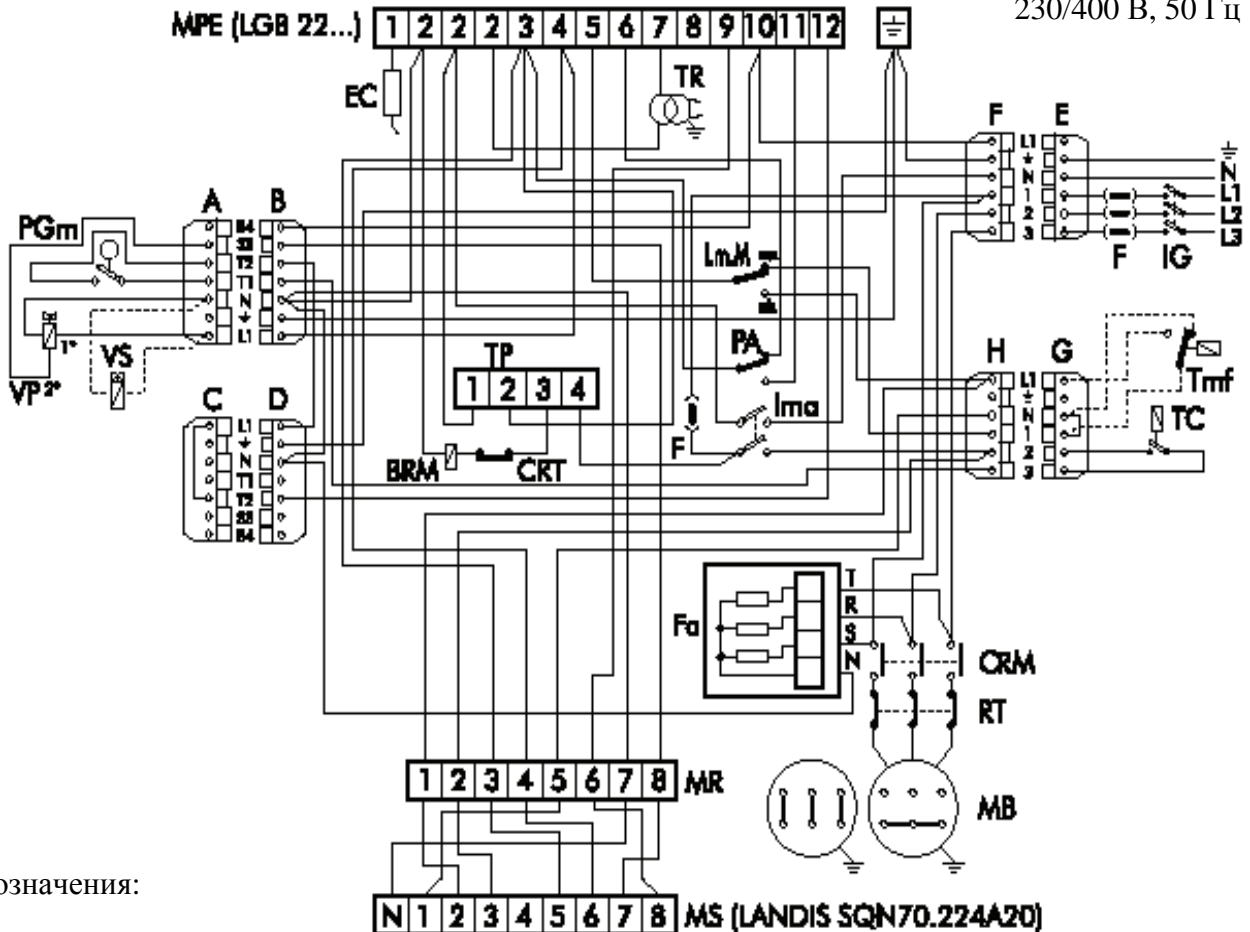 230/400 В, 50 Гц
MPE (LGB 22...) 1 2 2 2 3 4 5 6 7 8 9 10 11 12
EC
TR
F E
L1
N
1
2
3
N
L1
L2
L3
F IG
A B
PGm
S3
T2
T1
N
L1
1°
VS
VP 2°
Lm.M
PA
Ima
F
TP
1 2 3 4
BRM CRT
H G
L1
N
1
2
3
Tmf
TC
C D
L1
N
T1
T2
S3
Fa
T
R
S
N
CRM
RT
MB
1 2 3 4 5 6 7 8 MR
означения:
N 1 2 3 4 5 6 7 8 MS (LANDIS SQN70.224A20)